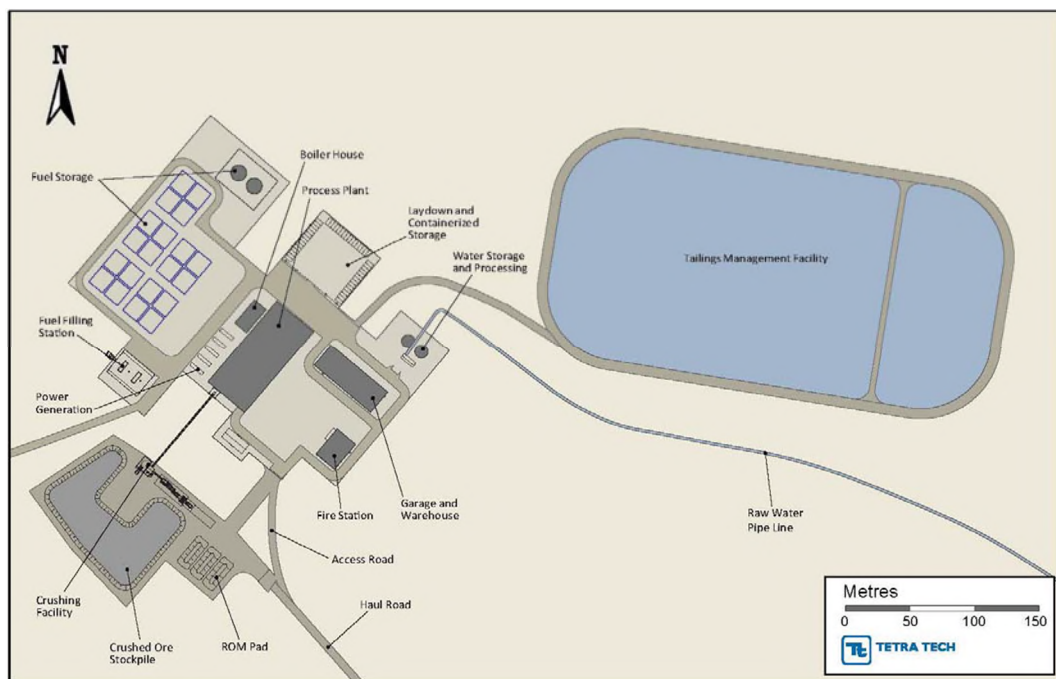 N
Boiler House
Fuel Storage
Process Plant
Laydown and
Containerized
Storage
Water Storage
and Processing
Tailings Management Facility
Fuel Filling
Station
Power
Generation
Garage and
Warehouse
Fire Station
Raw Water
Pipe Line
Access Road
Crushing
Facility
Haul Road
Crushed Ore
Stockpile
ROM Pad
Metres
0 50 100 150
Tt TETRA TECH